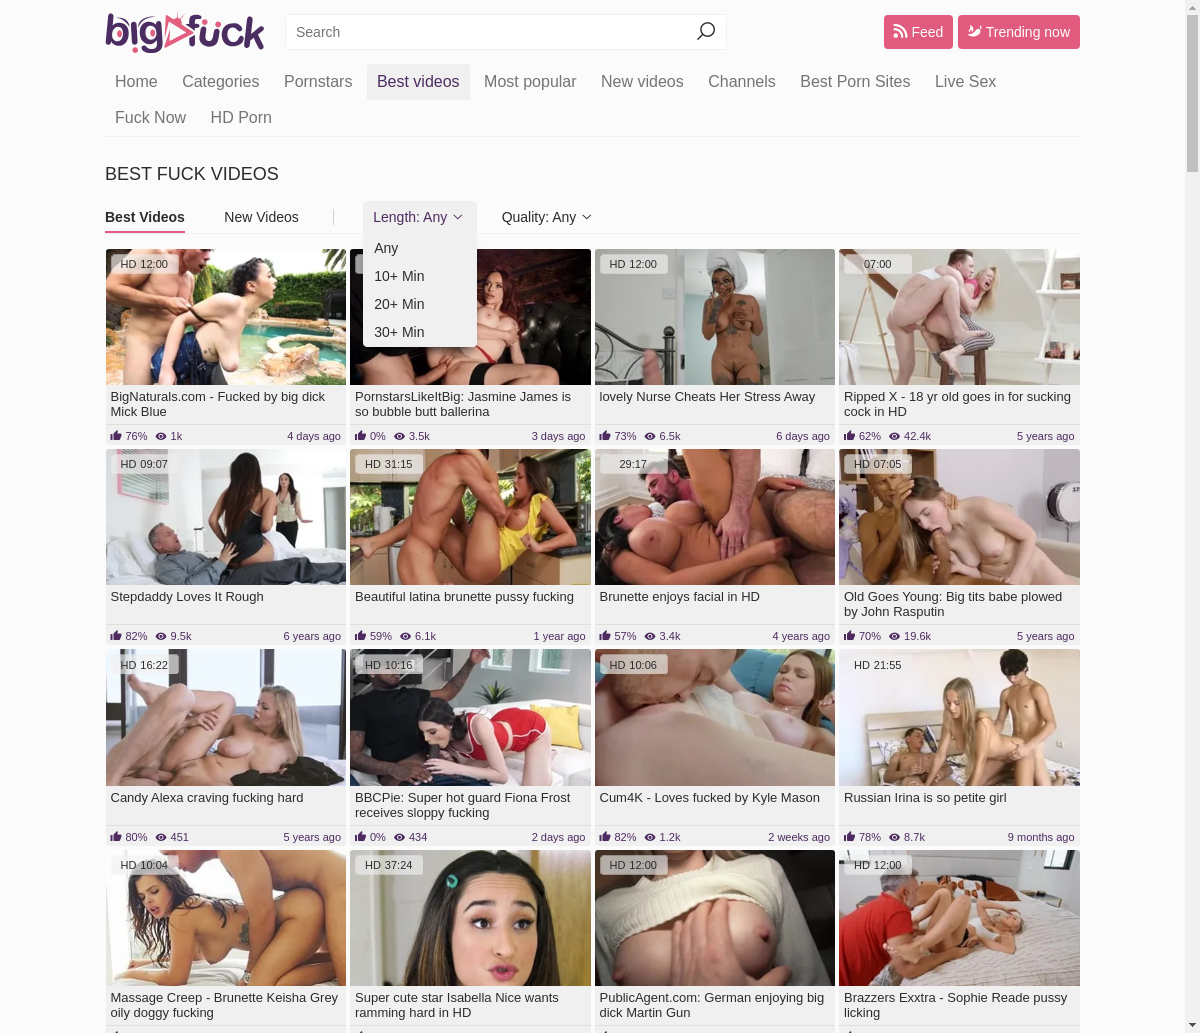 big fuck
Search
Feed
Trending now
Home Categories Pornstars Best videos Most popular New videos Channels Best Porn Sites Live Sex
Fuck Now HD Porn
BEST FUCK VIDEOS
Best Videos New Videos Length: Any Quality: Any
Any
10+ Min
20+ Min
30+ Min
HD 12:00
HD 12:00
07:00
BigNaturals.com - Fucked by big dick
Mick Blue
76% 1k 4 days ago
PornstarsLikeItBig: Jasmine James is
so bubble butt ballerina
0% 3.5k 3 days ago
lovely Nurse Cheats Her Stress Away
73% 6.5k 6 days ago
Ripped X - 18 yr old goes in for sucking
cock in HD
62% 42.4k 5 years ago
HD 09:07
Stepdaddy Loves It Rough
82% 9.5k 6 years ago
HD 31:15
Beautiful latina brunette pussy fucking
59% 6.1k 1 year ago
29:17
Brunette enjoys facial in HD
57% 3.4k 4 years ago
HD 07:05
Old Goes Young: Big tits babe plowed
by John Rasputin
70% 19.6k 5 years ago
HD 16:22
Candy Alexa craving fucking hard
80% 451 5 years ago
HD 10:16
BBCPie: Super hot guard Fiona Frost
receives sloppy fucking
0% 434 2 days ago
HD 10:06
Cum4K - Loves fucked by Kyle Mason
82% 1.2k 2 weeks ago
HD 21:55
Russian Irina is so petite girl
78% 8.7k 9 months ago
HD 10:04
Massage Creep - Brunette Keisha Grey
oily doggy fucking
HD 37:24
Super cute star Isabella Nice wants
ramming hard in HD
HD 12:00
PublicAgent.com: German enjoying big
dick Martin Gun
HD 12:00
Brazzers Exxtra - Sophie Reade pussy
licking